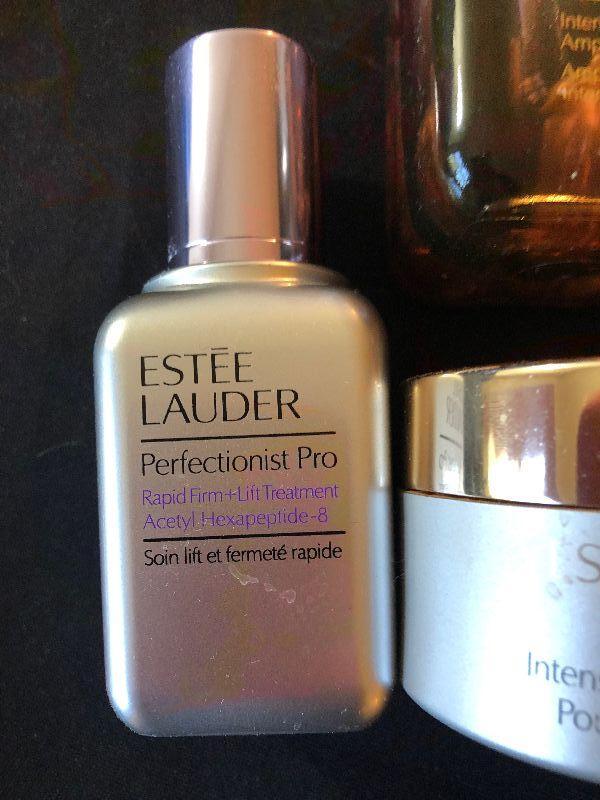 ESTĒE
LAUDER
Perfectionist Pro
Rapid Firm+Lift Treatment
Acetyl Hexapeptide-8
Soin lift et fermeté rapide